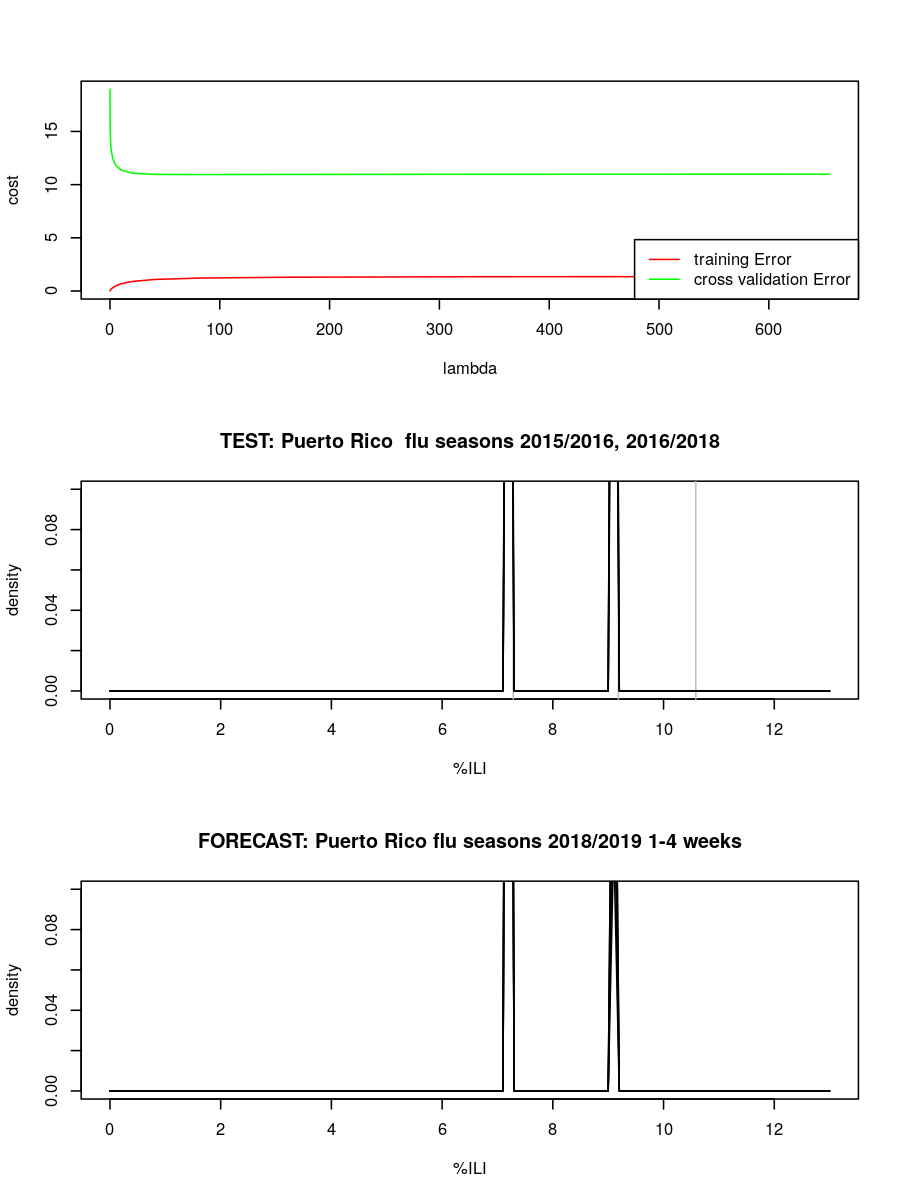 15
10
5
0
cost
training Error
cross validation Error
0 100 200 300 400 500 600
lambda
TEST: Puerto Rico  flu seasons 2015/2016, 2016/2018
0.08
0.04
0.00
density
0 2 4 6 8 10 12
%ILI
FORECAST: Puerto Rico flu seasons 2018/2019 1-4 weeks
0.08
0.04
0.00
density
0 2 4 6 8 10 12
%ILI